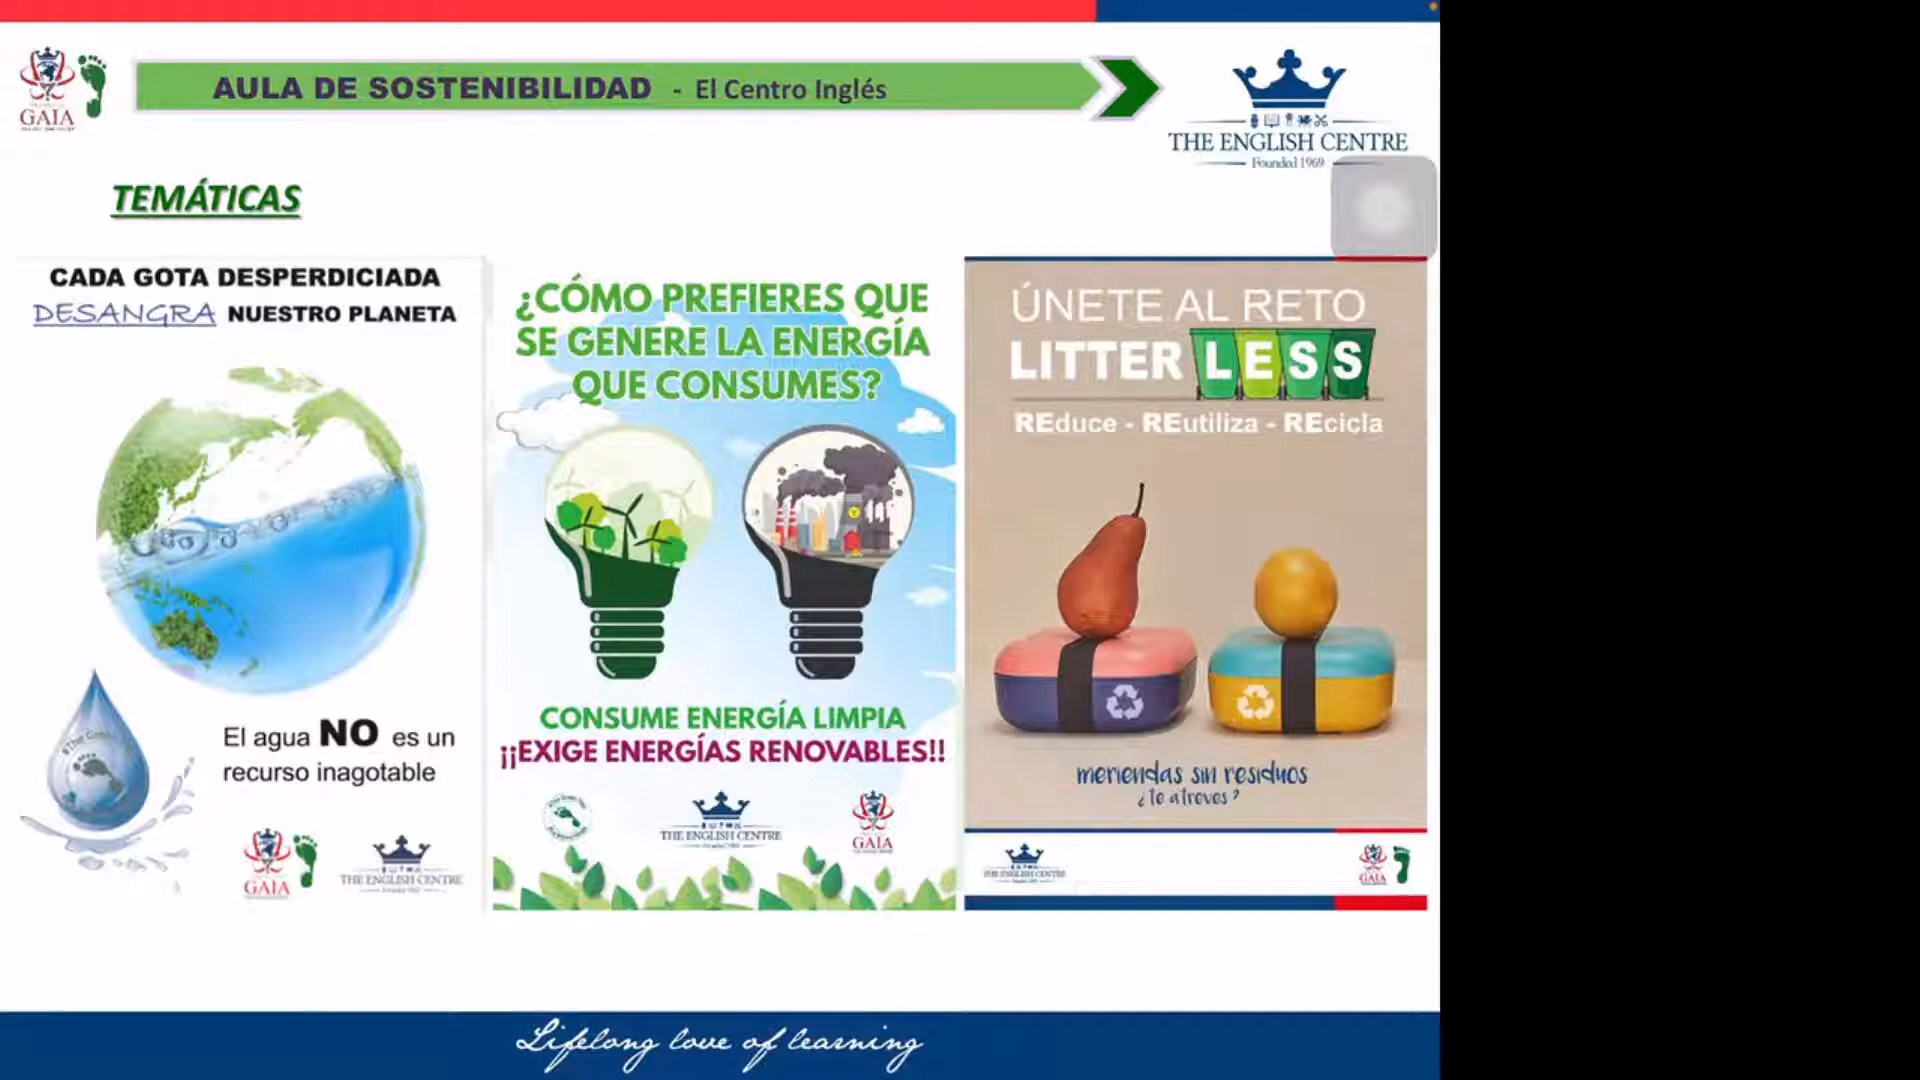 GAIA
AULA DE SOSTENIBILIDAD - El Centro Inglés
THE ENGLISH CENTRE
Founded 1969
TEMÁTICAS
CADA GOTA DESPERDICIADA
DESANGRA NUESTRO PLANETA
El agua NO es un
recurso inagotable
GAIA
THE ENGLISH CENTRE
¿CÓMO PREFIERES QUE
SE GENERE LA ENERGÍA
QUE CONSUMES?
CONSUME ENERGÍA LIMPIA
¡¡EXIGE ENERGÍAS RENOVABLES!!
THE ENGLISH CENTRE
GAIA
ÚNETE AL RETO
LITTER LESS
REduce - REutiliza - REcicla
meriendas sin residuos
¿te atreves?
THE ENGLISH CENTRE
GAIA
Lifelong love of learning